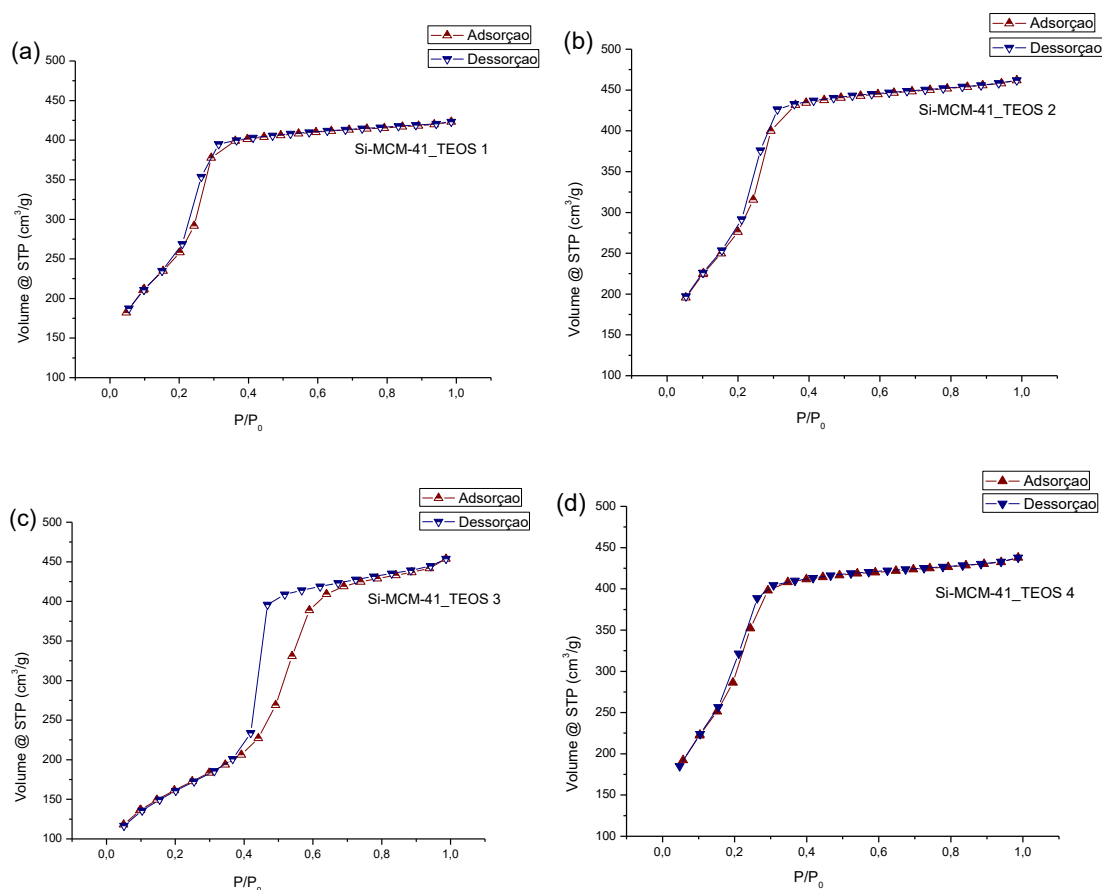 (a)
Adsorçao
Dessorçao
Si-MCM-41_TEOS 1
Volume @ STP (cm³/g)
500
450
400
350
300
250
200
150
100
0,0 0,2 0,4 0,6 0,8 1,0
P/P₀
(b)
Adsorçao
Dessorçao
Si-MCM-41_TEOS 2
Volume @ STP (cm³/g)
500
450
400
350
300
250
200
150
100
0,0 0,2 0,4 0,6 0,8 1,0
P/P₀
(c)
Adsorçao
Dessorçao
Si-MCM-41_TEOS 3
Volume @ STP (cm³/g)
500
450
400
350
300
250
200
150
100
0,0 0,2 0,4 0,6 0,8 1,0
P/P₀
(d)
Adsorçao
Dessorçao
Si-MCM-41_TEOS 4
Volume @ STP (cm³/g)
500
450
400
350
300
250
200
150
100
0,0 0,2 0,4 0,6 0,8 1,0
P/P₀